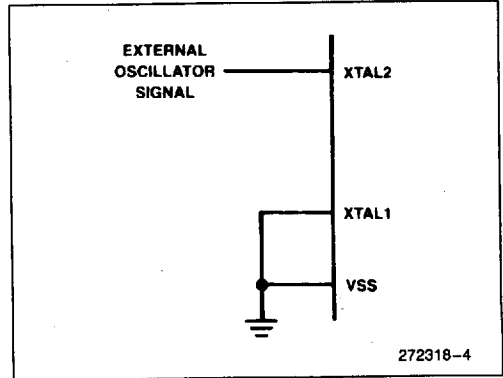 EXTERNAL
OSCILLATOR
SIGNAL
XTAL2
XTAL1
VSS
272318-4